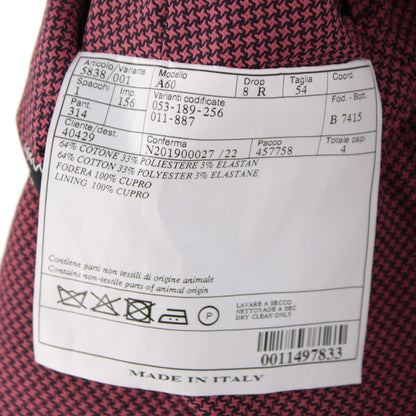 Articolo/Variante Modello Drop Taglia Coord.
5838/001 A60 8 R 54
Spacchi Imp. Varianti codificate Fod. - Bott.
1 156 053-189-256 B 7415
Pant. 011-887
314
Cliente/dest. Conferma Pacco Totale capi
40429 N201900027 /22 457758 4
64% COTONE 33% POLIESTERE 3% ELASTAN
64% COTTON 33% POLYESTER 3% ELASTANE
FODERA 100% CUPRO
LINING 100% CUPRO
Contiene parti non tessili di origine animale
Contains non-textile parts of animal origin
P
LAVARE A SECCO
NETTOYAGE A SEC
DRY CLEAN ONLY
0011497833
MADE IN ITALY